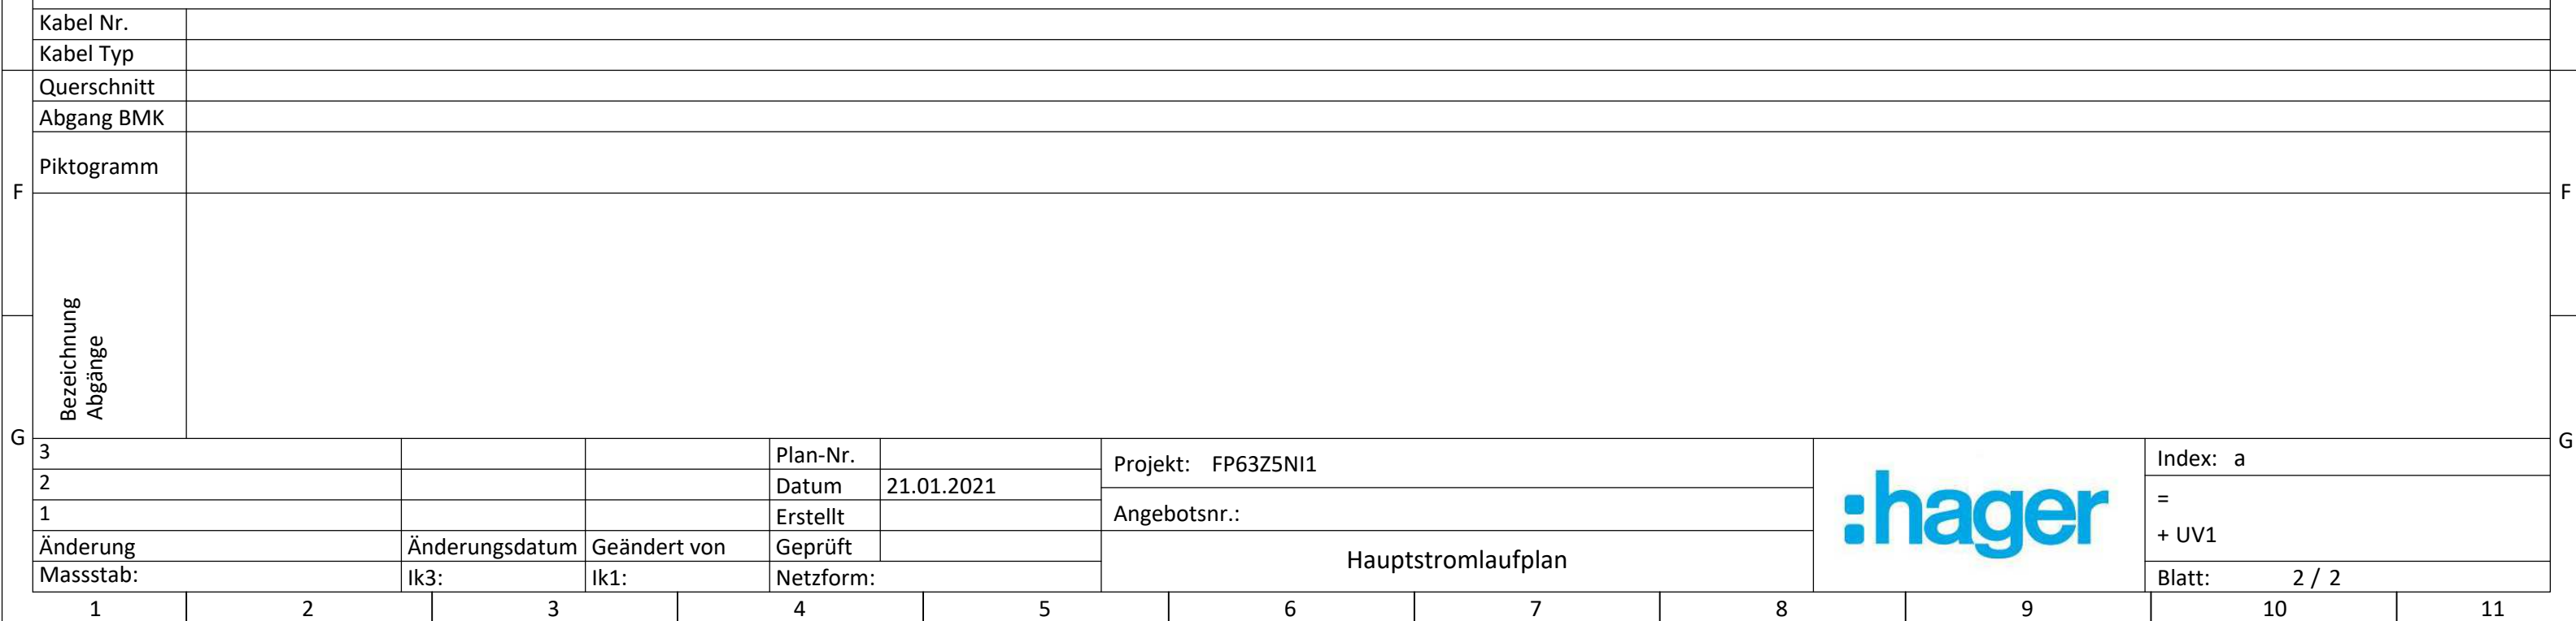 Kabel Nr.
Kabel Typ
Querschnitt
Abgang BMK
Piktogramm
F
F
Bezeichnung
Abgänge
G
G
3
Plan-Nr.
Projekt: FP63Z5NI1
:hager
Index: a
2
Datum 21.01.2021
=
1
Erstellt
Angebotsnr.:
+ UV1
Änderung Änderungsdatum Geändert von Geprüft
Hauptstromlaufplan
Massstab: Ik3: Ik1: Netzform:
Blatt: 2 / 2
1 2 3 4 5 6 7 8 9 10 11